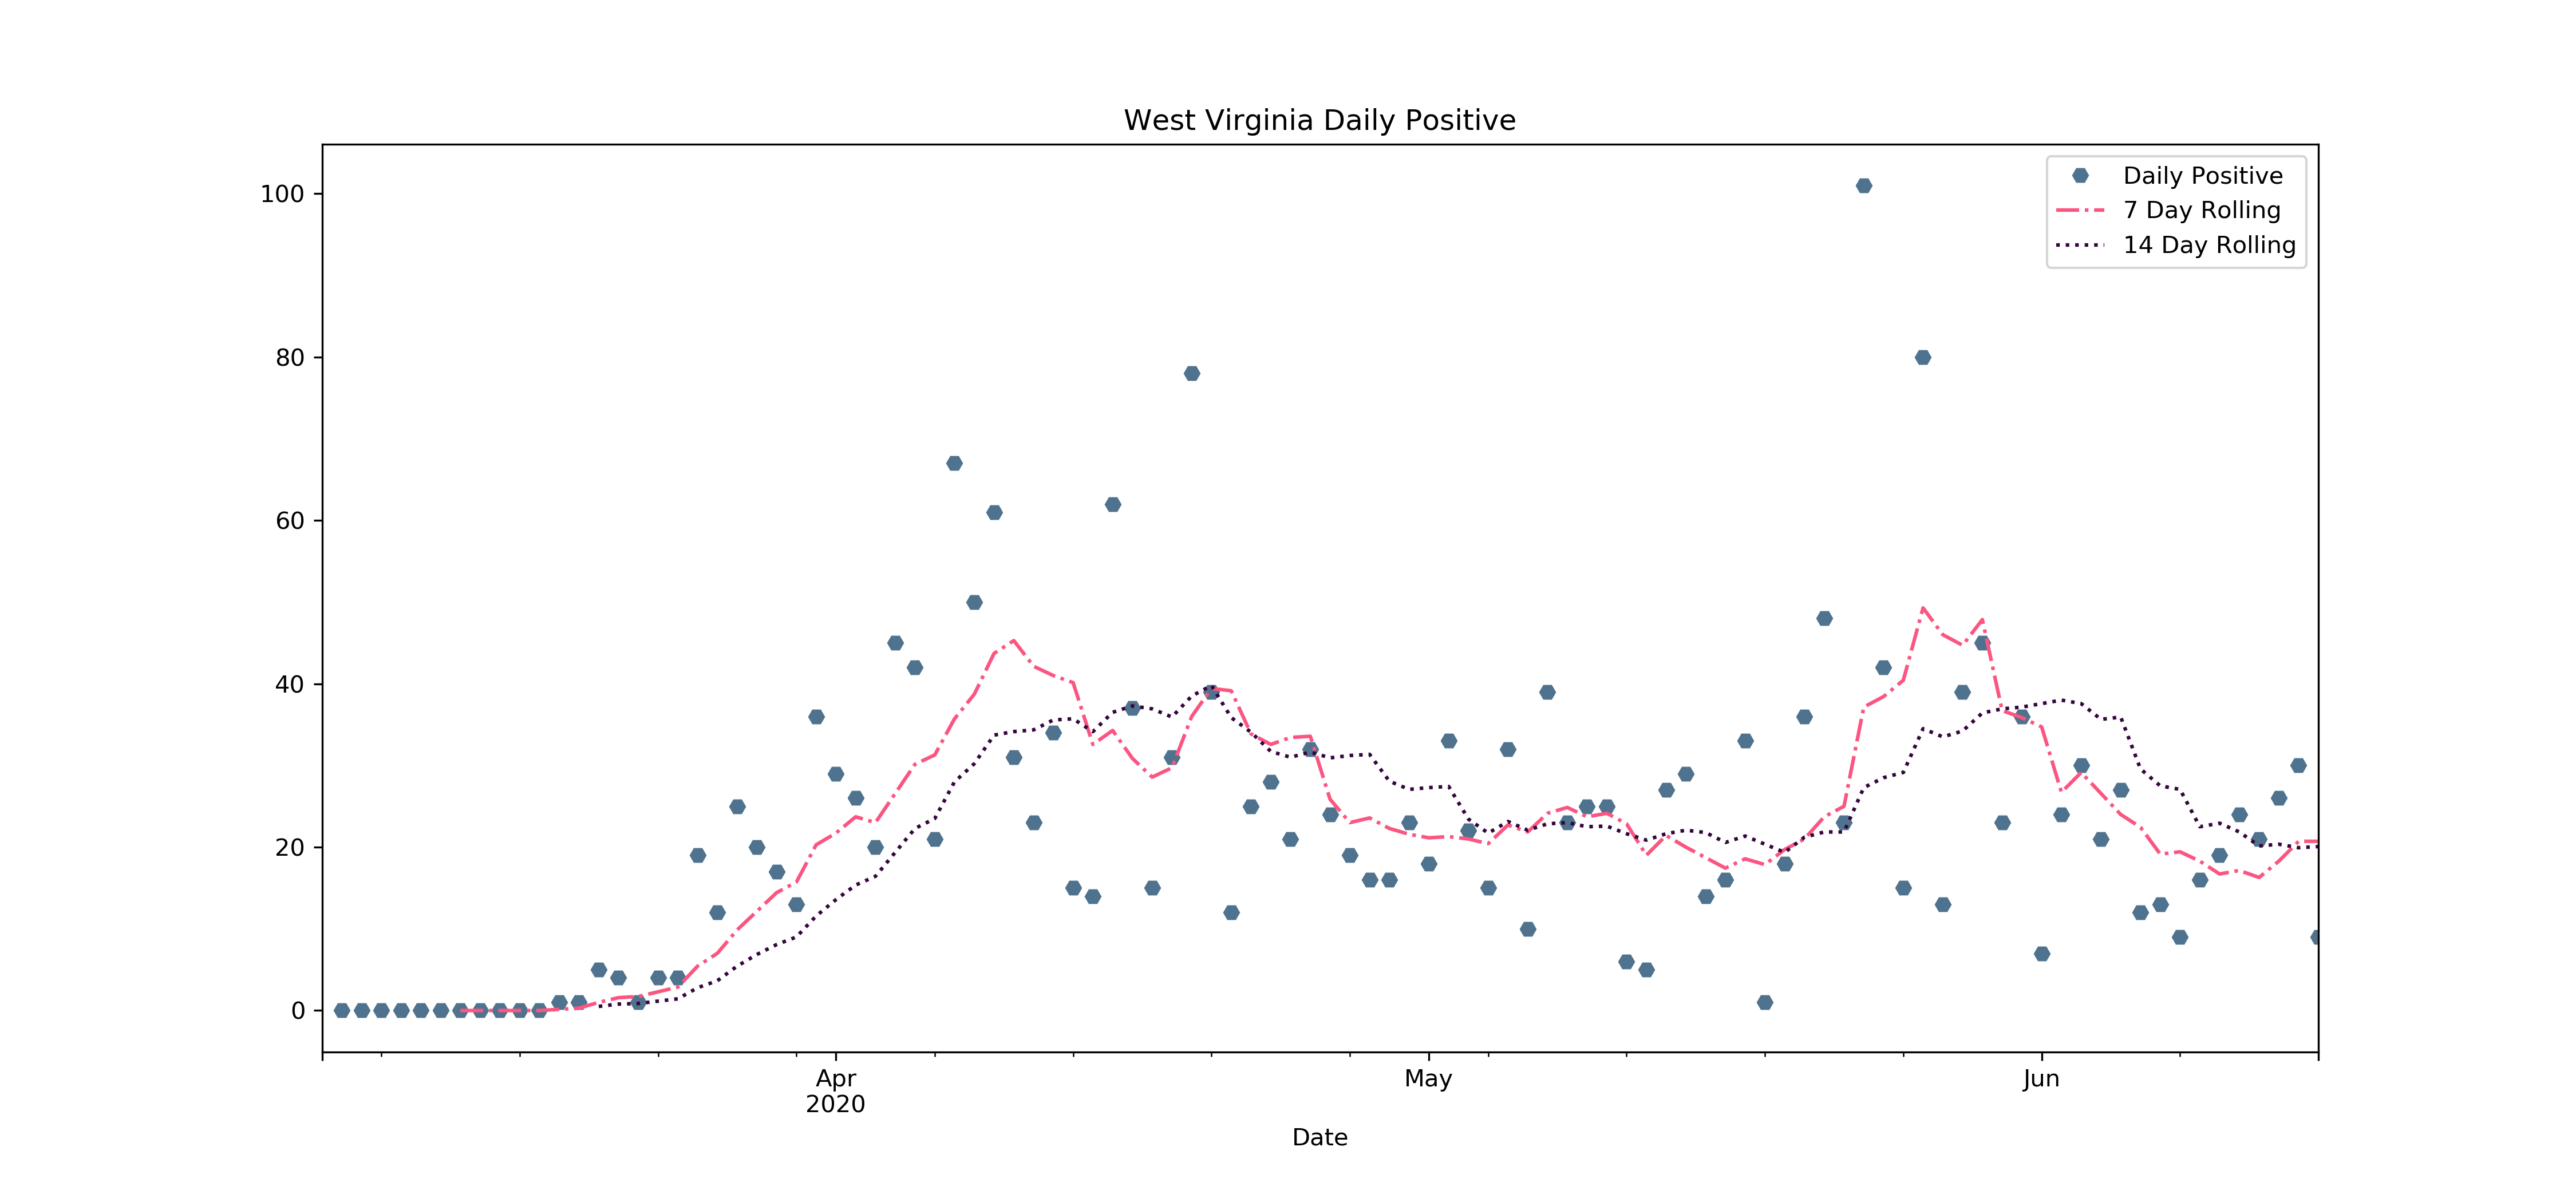 West Virginia Daily Positive
100
80
60
40
20
0
Daily Positive
7 Day Rolling
14 Day Rolling
Apr
2020
May
Jun
Date